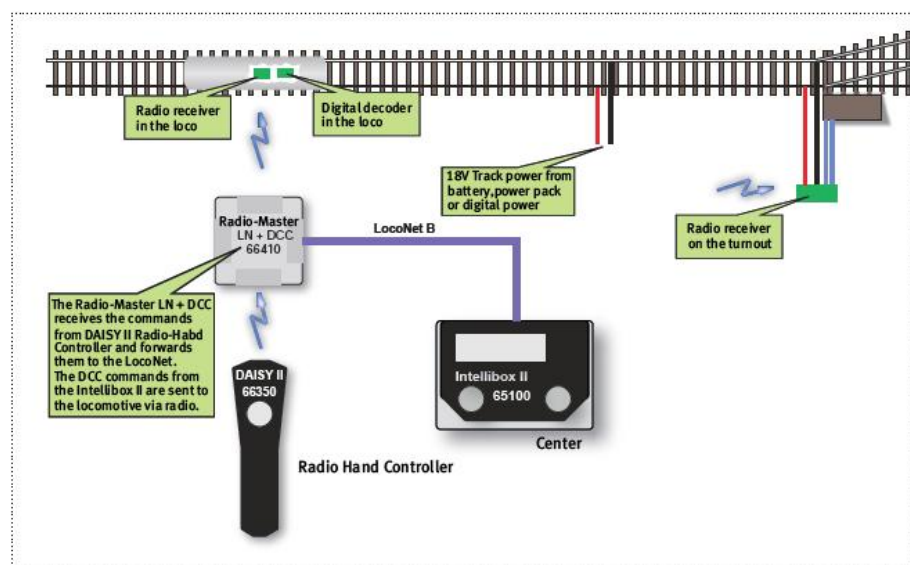 Radio receiver
in the loco
Digital decoder
in the loco
18V Track power from
battery,power pack
or digital power
Radio receiver
on the turnout
Radio-Master
LN + DCC
66410
LocoNet B
The Radio-Master LN + DCC
receives the commands
from DAISY II Radio-Habd
Controller and forwards
them to the LocoNet.
The DCC commands from
the Intellibox II are sent to
the locomotive via radio.
DAISY II
66350
Intellibox II
65100
Center
Radio Hand Controller